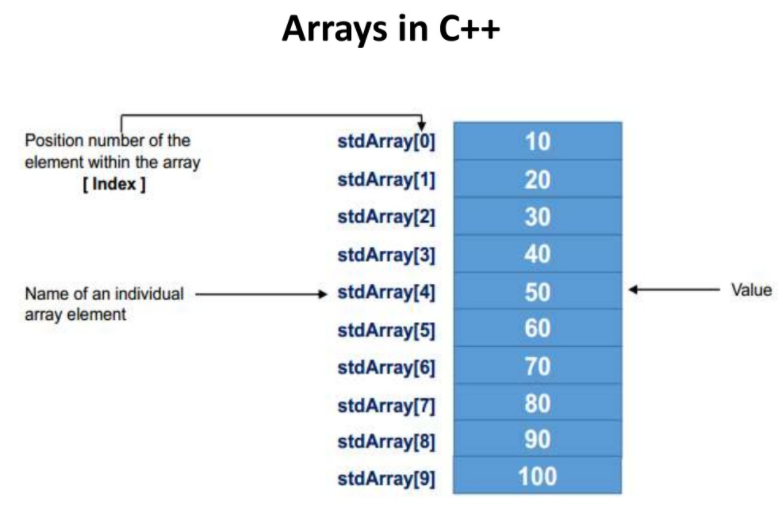 Arrays in C++
Position number of the
element within the array
[ Index ]
stdArray[0] 10
stdArray[1] 20
stdArray[2] 30
stdArray[3] 40
Name of an individual
array element
stdArray[4] 50
Value
stdArray[5] 60
stdArray[6] 70
stdArray[7] 80
stdArray[8] 90
stdArray[9] 100